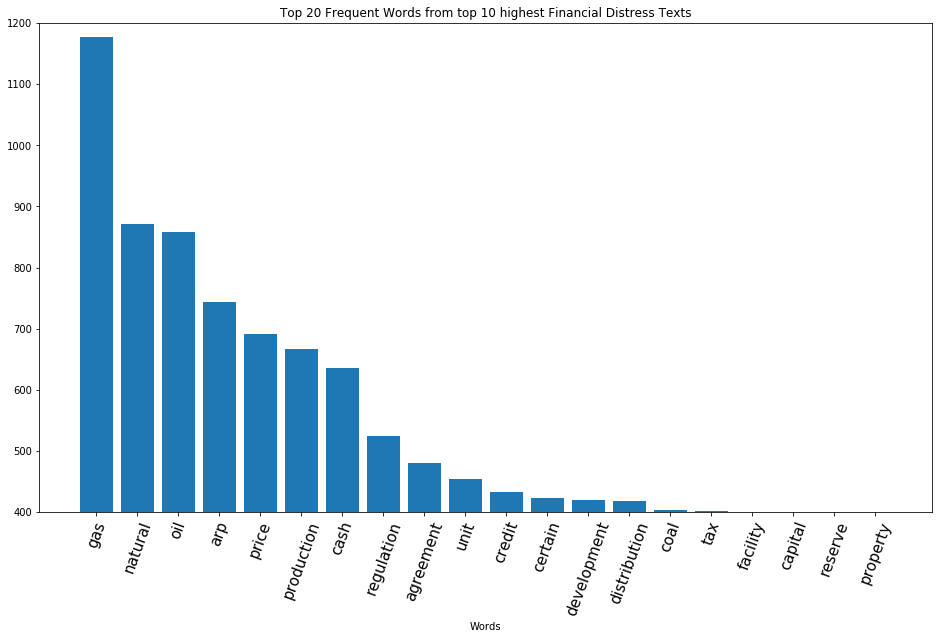 Top 20 Frequent Words from top 10 highest Financial Distress Texts
1200
1100
1000
900
800
700
600
500
400
gas
natural
oil
arp
price
production
cash
regulation
agreement
unit
credit
certain
development
distribution
coal
tax
facility
capital
reserve
property
Words